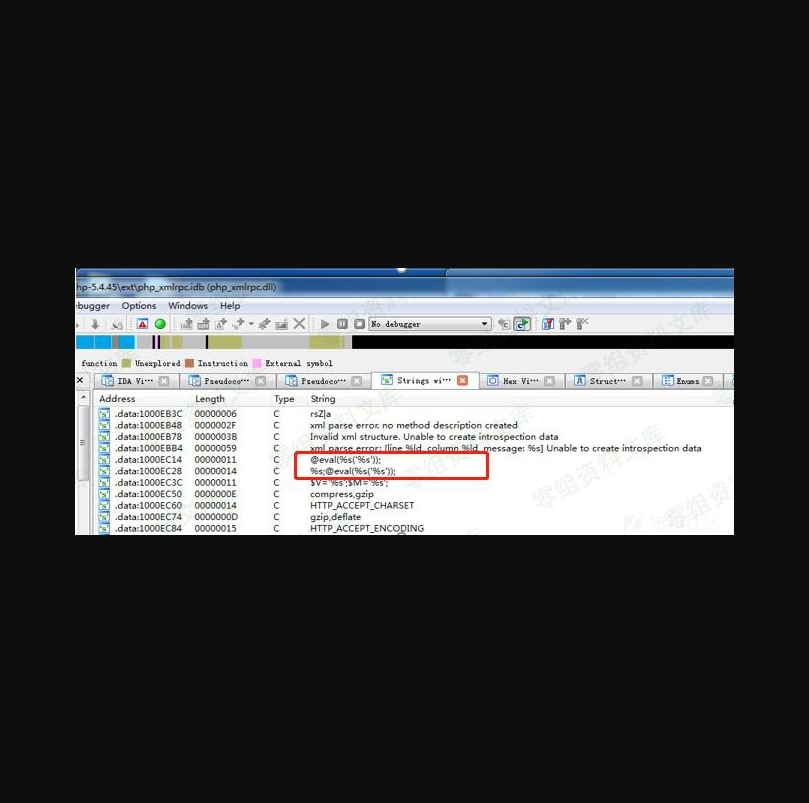 hp-5.4.45\ext\php_xmlrpc.idb (php_xmlrpc.dll)
ebugger Options Windows Help
No debugger
function Unexplored Instruction External symbol
IDA Vi··· Pseudoco··· Pseudoco··· Strings wi··· Hex Vi··· Struct··· Enums
Address Length Type String
.data:1000EB3C 00000006 C rsZ|a
.data:1000EB48 0000002F C xml parse error. no method description created
.data:1000EB78 0000003B C Invalid xml structure. Unable to create introspection data
.data:1000EBB4 00000059 C xml parse error: [line %ld, column %ld, message: %s] Unable to create introspection data
.data:1000EC14 00000011 C @eval(%s('%s'));
.data:1000EC28 00000014 C %s;@eval(%s('%s'));
.data:1000EC3C 00000011 C $V='%s';$M='%s';
.data:1000EC50 0000000E C compress,gzip
.data:1000EC60 00000014 C HTTP_ACCEPT_CHARSET
.data:1000EC74 0000000D C gzip,deflate
.data:1000EC84 00000015 C HTTP_ACCEPT_ENCODING
零组资料文库